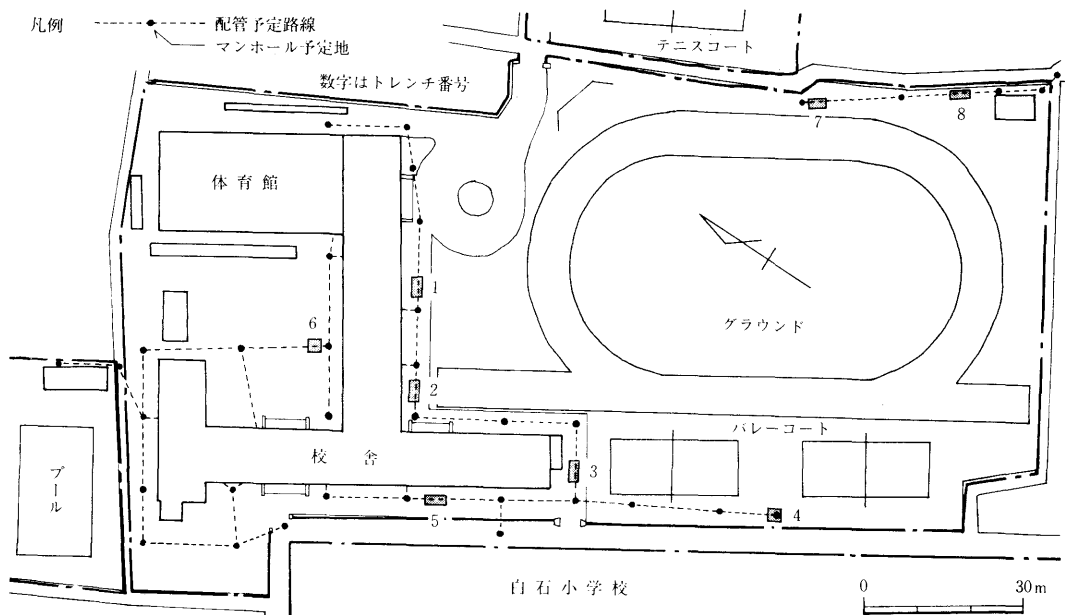 凡例
配管予定路線
マンホール予定地
数字はトレンチ番号
テニスコート
7
8
体育館
1
グラウンド
6
2
バレーコート
校舎
3
プール
5
4
白石小学校
0 30m